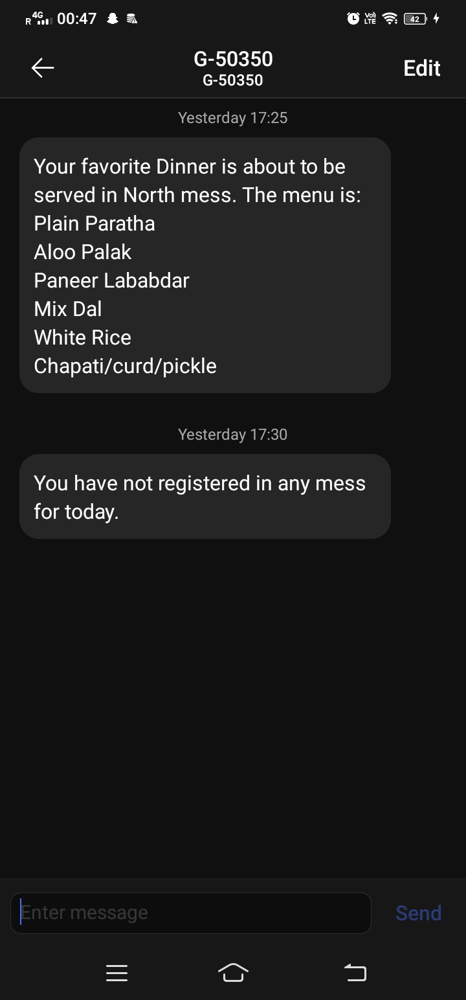 R 4G 00:47 Vo) LTE 42
G-50350
G-50350
Edit
Yesterday 17:25
Your favorite Dinner is about to be
served in North mess. The menu is:
Plain Paratha
Aloo Palak
Paneer Lababdar
Mix Dal
White Rice
Chapati/curd/pickle
Yesterday 17:30
You have not registered in any mess
for today.
Enter message
Send